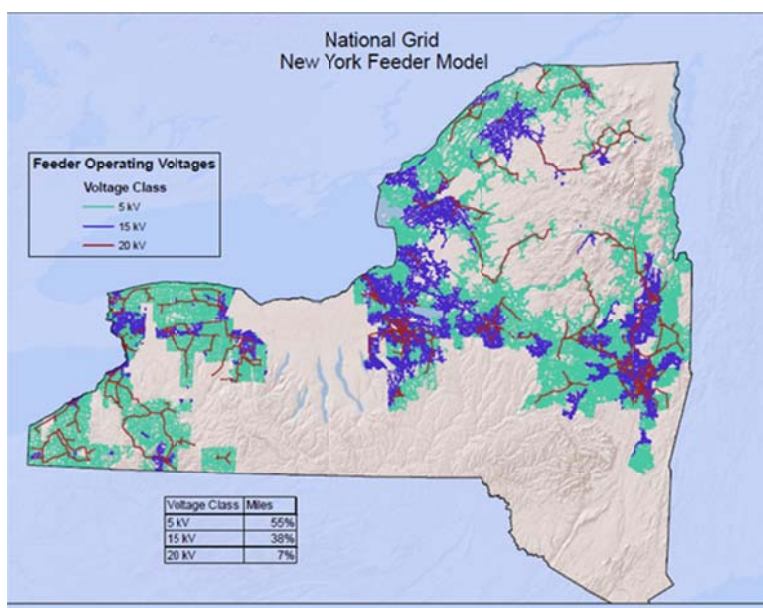 National Grid
New York Feeder Model
Feeder Operating Voltages
Voltage Class
5 kV
15 kV
20 kV
Voltage Class Miles
5 kV 55%
15 kV 38%
20 kV 7%